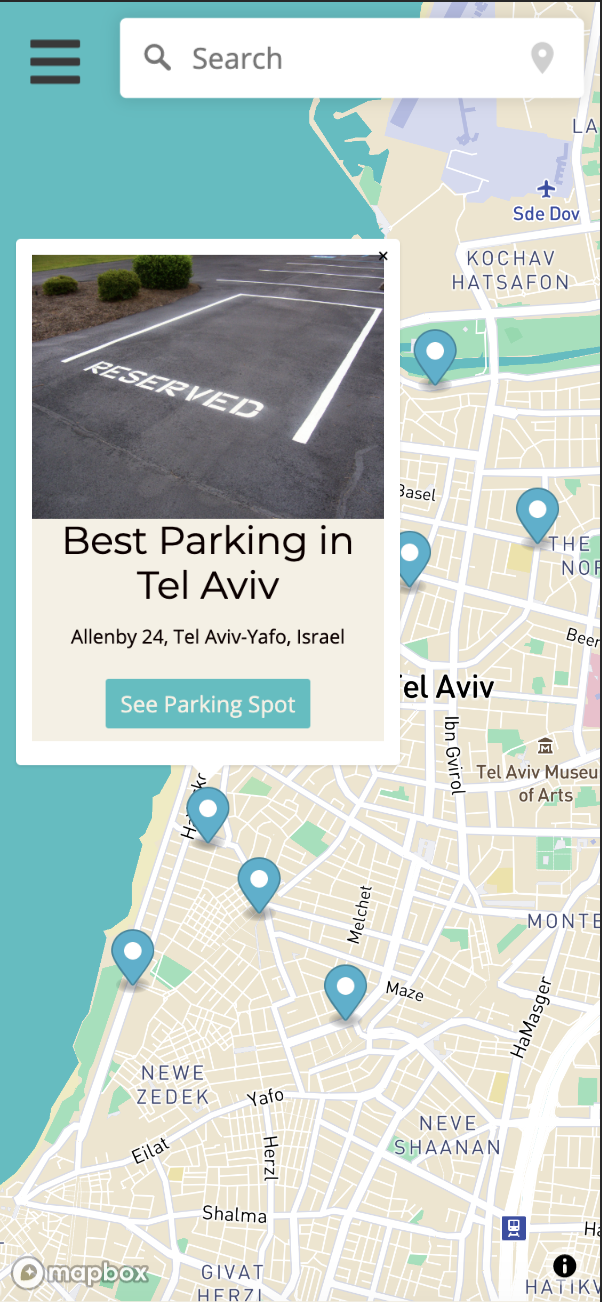 Search
LA
Sde Dov
KOCHAV
HATSAFON
×
RESERVED
Basel
THE
NOR
Best Parking in
Tel Aviv
Allenby 24, Tel Aviv-Yafo, Israel
Beer
See Parking Spot
Tel Aviv
Ibn Gvirol
Tel Aviv Museu
of Arts
Melchet
MONTE
Maze
HaMasger
NEWE
ZEDEK
Yafo
NEVE
SHAANAN
Eilat
Herzl
Shalma
Ha
mapbox
GIVAT
HERZL
HATIKV